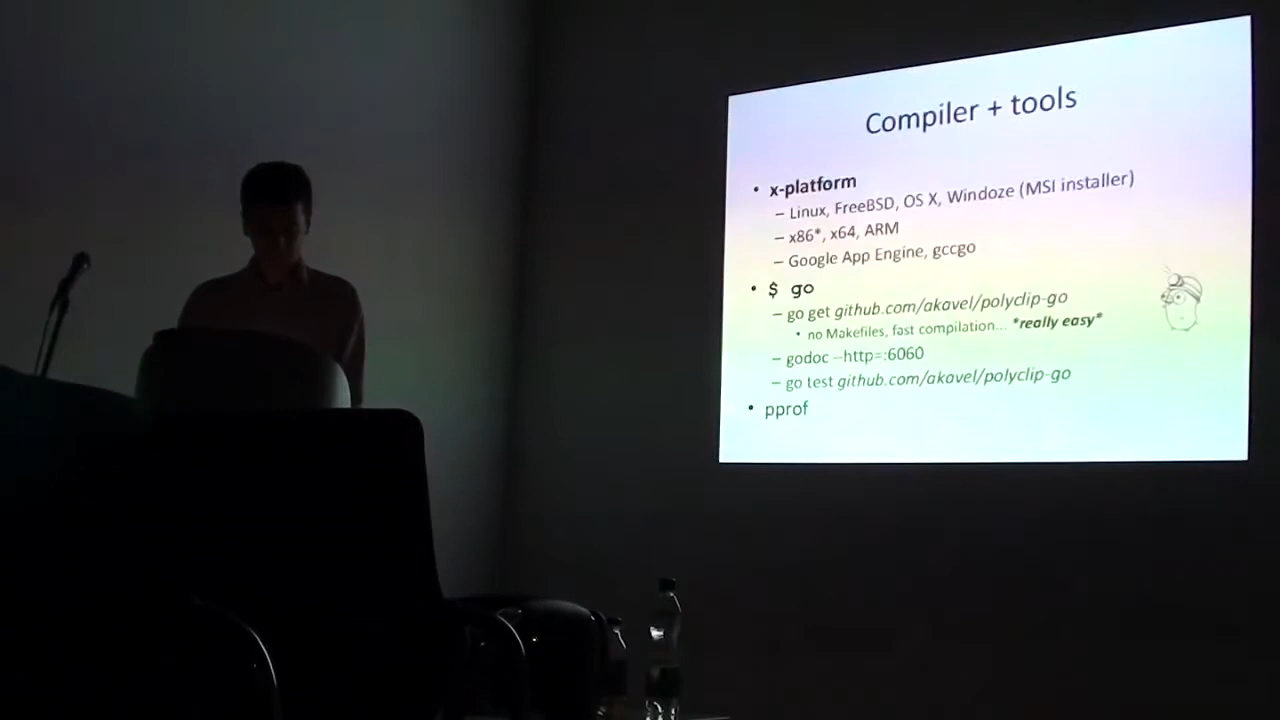 Compiler + tools
• x-platform
– Linux, FreeBSD, OS X, Windoze (MSI installer)
– x86*, x64, ARM
– Google App Engine, gccgo
• $ go
– go get github.com/akavel/polyclip-go
• no Makefiles, fast compilation... *really easy*
– godoc --http=:6060
– go test github.com/akavel/polyclip-go
• pprof